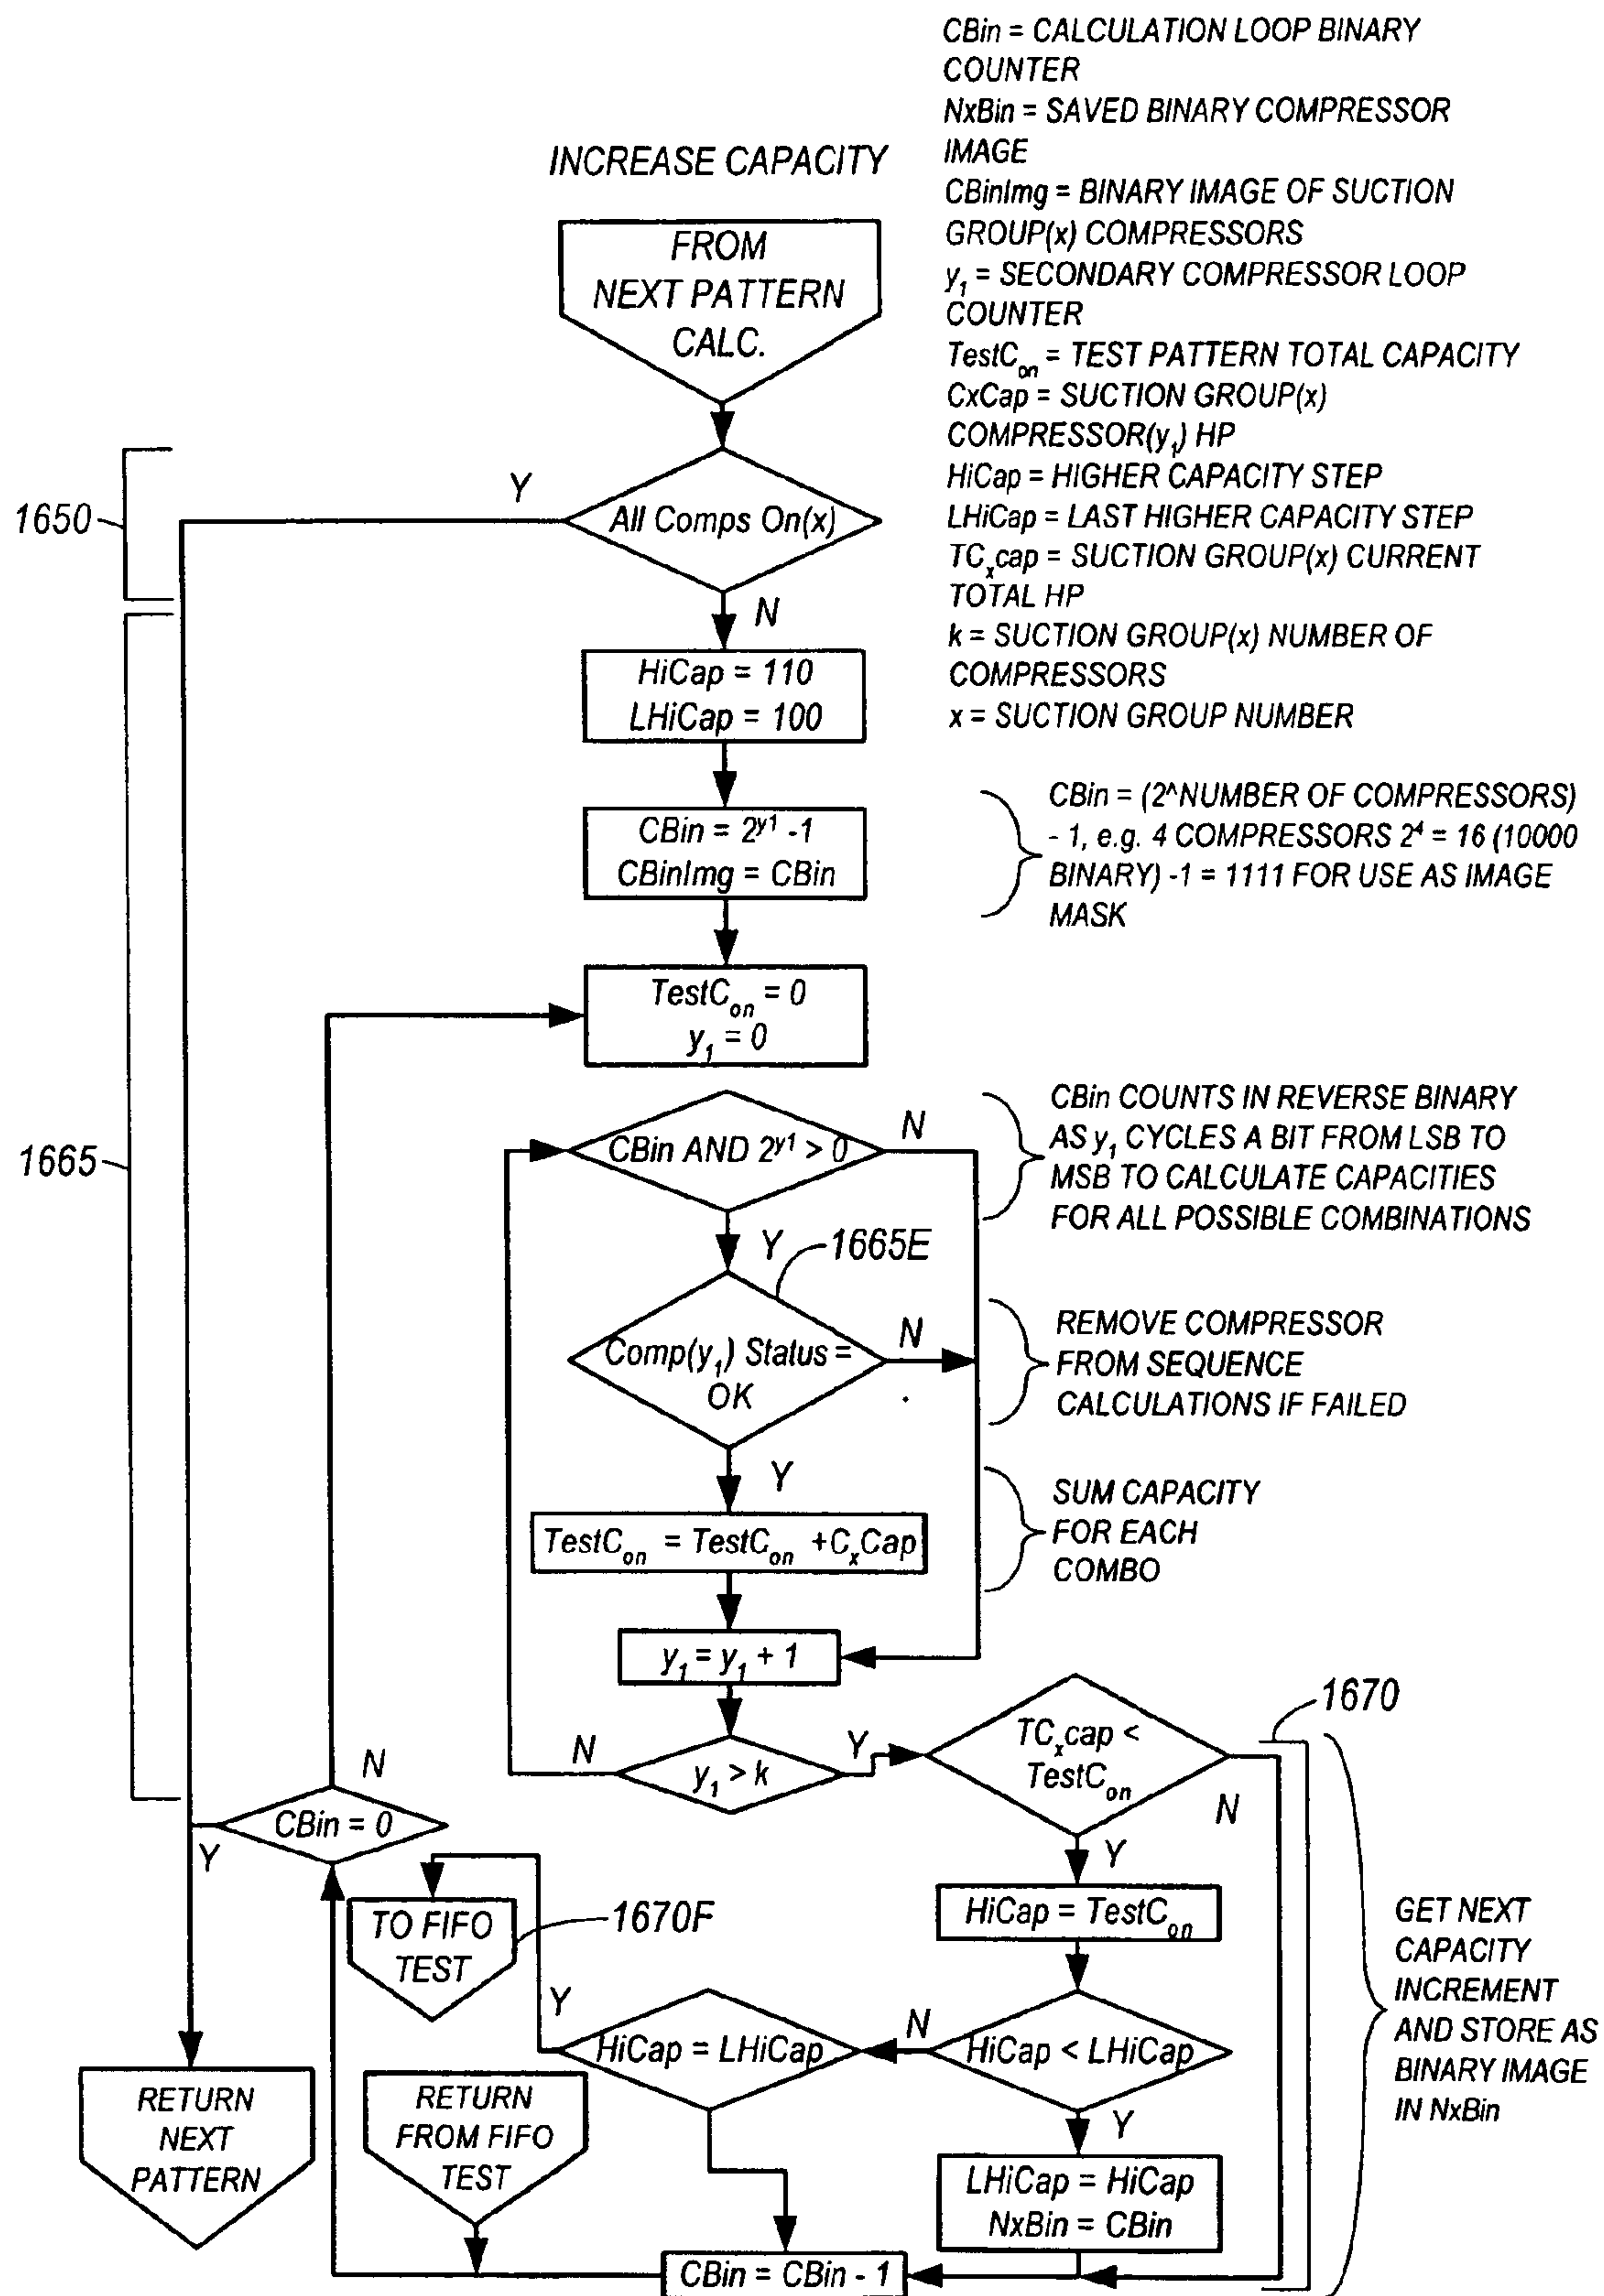 CBin = CALCULATION LOOP BINARY
COUNTER
NxBin = SAVED BINARY COMPRESSOR
IMAGE
CBinImg = BINARY IMAGE OF SUCTION
GROUP(x) COMPRESSORS
y₁ = SECONDARY COMPRESSOR LOOP
COUNTER
TestCon = TEST PATTERN TOTAL CAPACITY
CxCap = SUCTION GROUP(x)
COMPRESSOR(y₁) HP
HiCap = HIGHER CAPACITY STEP
LHiCap = LAST HIGHER CAPACITY STEP
TCxcap = SUCTION GROUP(x) CURRENT
TOTAL HP
k = SUCTION GROUP(x) NUMBER OF
COMPRESSORS
x = SUCTION GROUP NUMBER
INCREASE CAPACITY
FROM
NEXT PATTERN
CALC.
1650
Y
All Comps On(x)
N
HiCap = 110
LHiCap = 100
CBin = 2^y1 -1
CBinImg = CBin
CBin = (2^NUMBER OF COMPRESSORS)
- 1, e.g. 4 COMPRESSORS 2⁴ = 16 (10000
BINARY) -1 = 1111 FOR USE AS IMAGE
MASK
TestCon = 0
y₁ = 0
1665
CBin AND 2^y1 > 0
N
CBin COUNTS IN REVERSE BINARY
AS y₁ CYCLES A BIT FROM LSB TO
MSB TO CALCULATE CAPACITIES
FOR ALL POSSIBLE COMBINATIONS
Y
1665E
Comp(y₁) Status =
OK
N
REMOVE COMPRESSOR
FROM SEQUENCE
CALCULATIONS IF FAILED
Y
TestCon = TestCon +CxCap
SUM CAPACITY
FOR EACH
COMBO
y₁ = y₁ + 1
N
y₁ > k
Y
TCxcap <
TestCon
1670
N
Y
N
CBin = 0
Y
HiCap = TestCon
TO FIFO
TEST
1670F
GET NEXT
CAPACITY
INCREMENT
AND STORE AS
BINARY IMAGE
IN NxBin
Y
HiCap = LHiCap
N
HiCap < LHiCap
Y
RETURN
NEXT
PATTERN
RETURN
FROM FIFO
TEST
LHiCap = HiCap
NxBin = CBin
CBin = CBin - 1